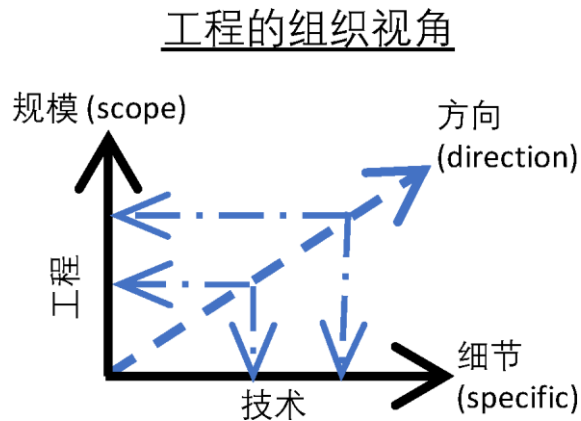 工程的组织视角
规模 (scope)
方向
(direction)
工程
技术
细节
(specific)